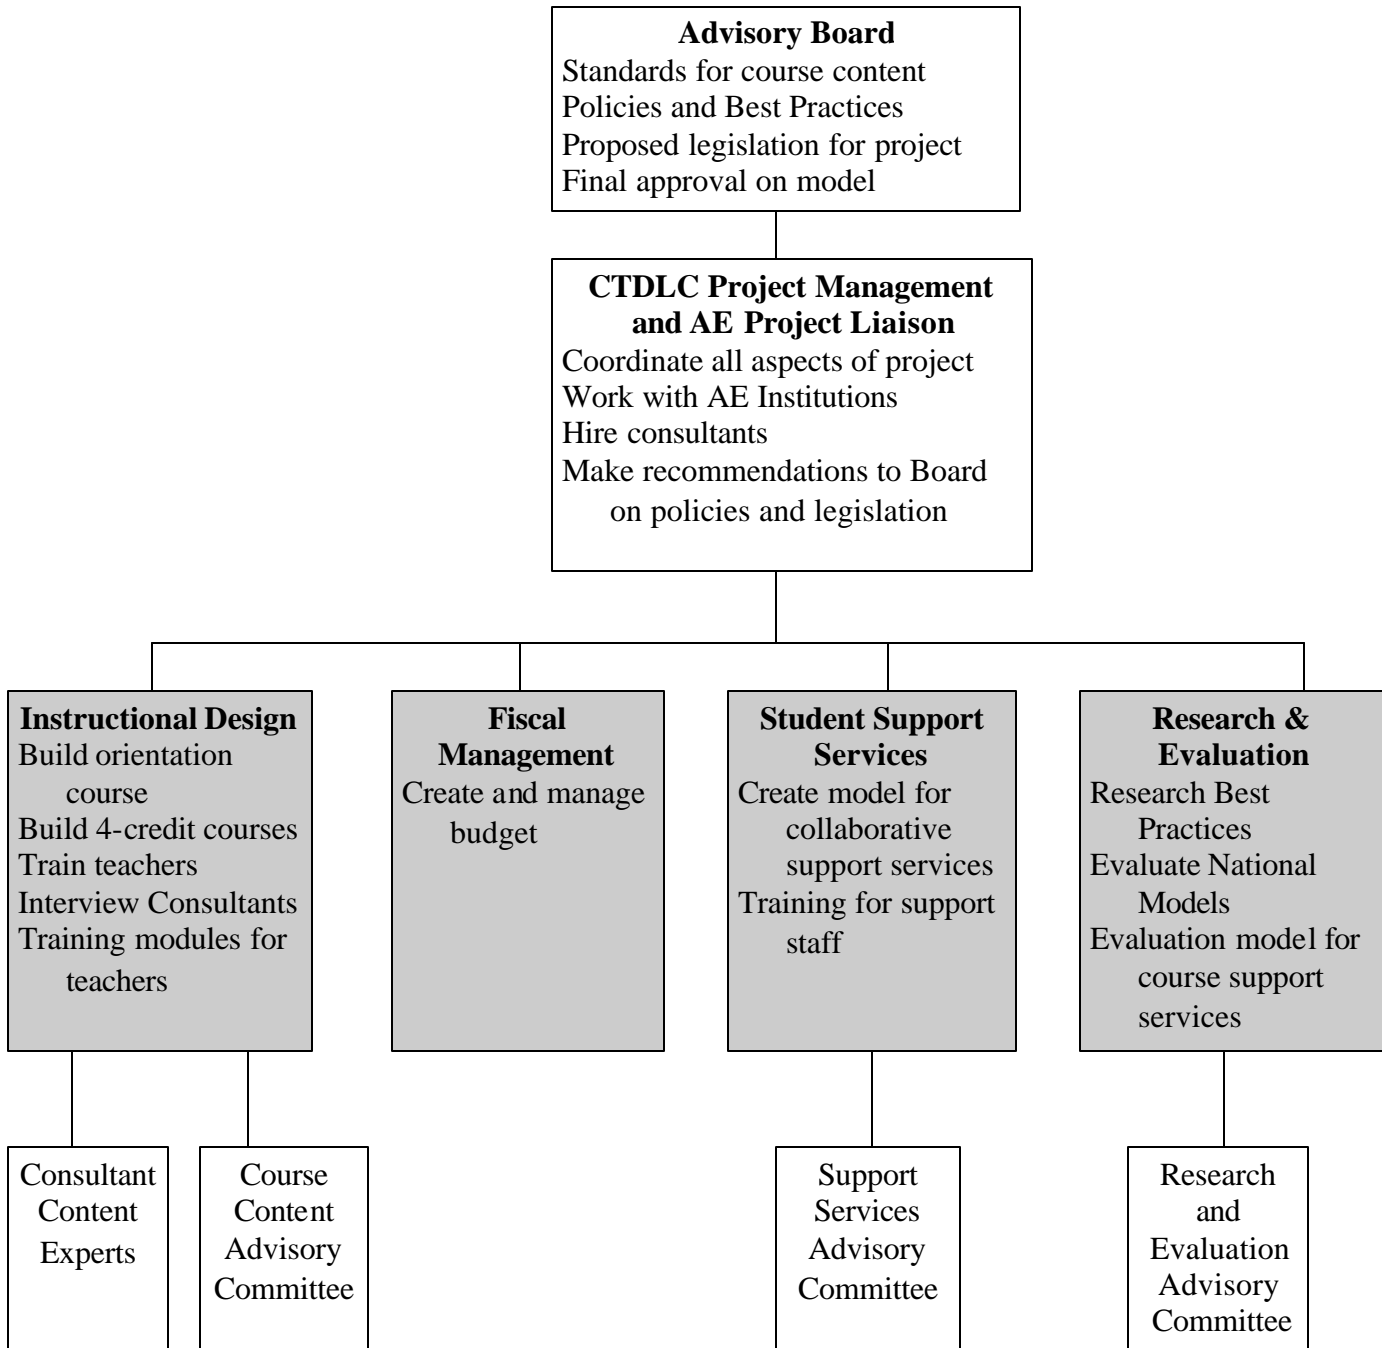 Advisory Board
Standards for course content
Policies and Best Practices
Proposed legislation for project
Final approval on model
CTDLC Project Management
and AE Project Liaison
Coordinate all aspects of project
Work with AE Institutions
Hire consultants
Make recommendations to Board
on policies and legislation
Instructional Design
Build orientation
course
Build 4-credit courses
Train teachers
Interview Consultants
Training modules for
teachers
Fiscal
Management
Create and manage
budget
Student Support
Services
Create model for
collaborative
support services
Training for support
staff
Research &
Evaluation
Research Best
Practices
Evaluate National
Models
Evaluation model for
course support
services
Consultant
Content
Experts
Course
Content
Advisory
Committee
Support
Services
Advisory
Committee
Research
and
Evaluation
Advisory
Committee